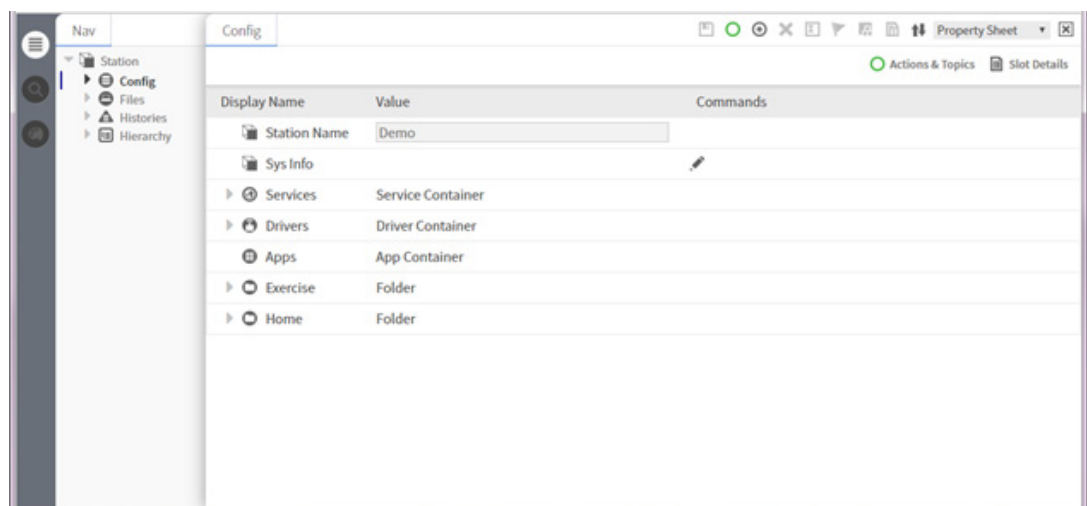 Nav
Station
Config
Files
Histories
Hierarchy
Config
Property Sheet
Actions & Topics Slot Details
Display Name Value Commands
Station Name Demo
Sys Info
Services Service Container
Drivers Driver Container
Apps App Container
Exercise Folder
Home Folder